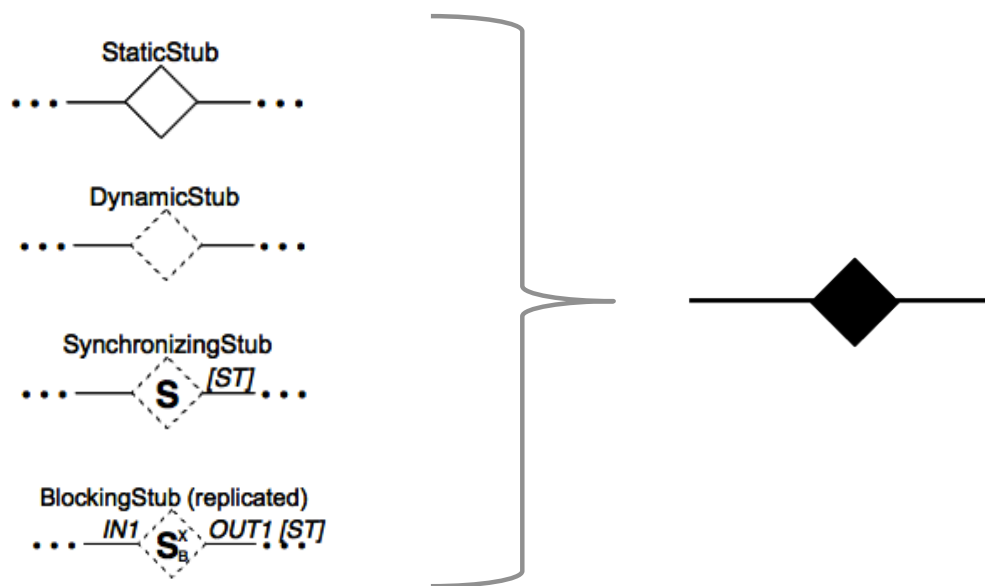 StaticStub
DynamicStub
SynchronizingStub
S [ST]
BlockingStub (replicated)
IN1 S X B OUT1 [ST]